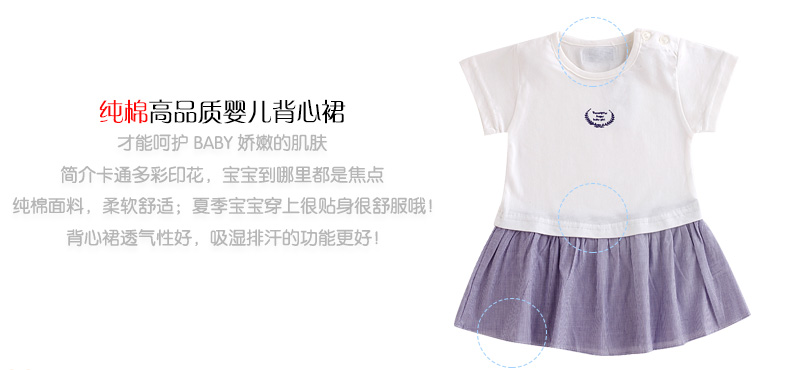 纯棉高品质婴儿背心裙
才能呵护 BABY 娇嫩的肌肤
简介卡通多彩印花，宝宝到哪里都是焦点
纯棉面料，柔软舒适；夏季宝宝穿上很贴身很舒服哦！
背心裙透气性好，吸湿排汗的功能更好！